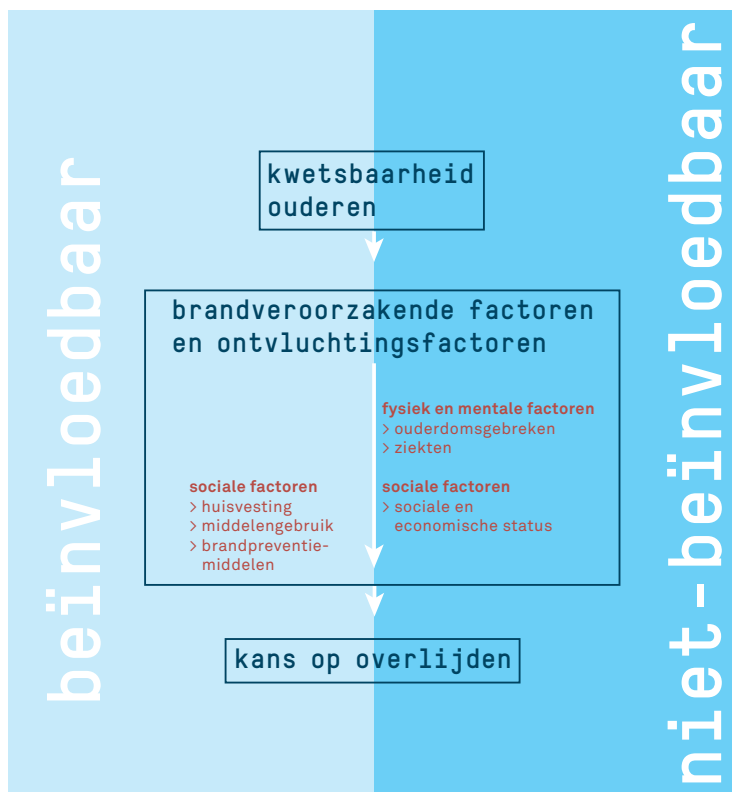 beïnvloedbaar
niet-beïnvloedbaar
kwetsbaarheid
ouderen
brandveroorzakende factoren
en ontvluchtingsfactoren
sociale factoren
> huisvesting
> middelengebruik
> brandpreventie-
middelen
fysiek en mentale factoren
> ouderdomsgebreken
> ziekten
sociale factoren
> sociale en
economische status
kans op overlijden